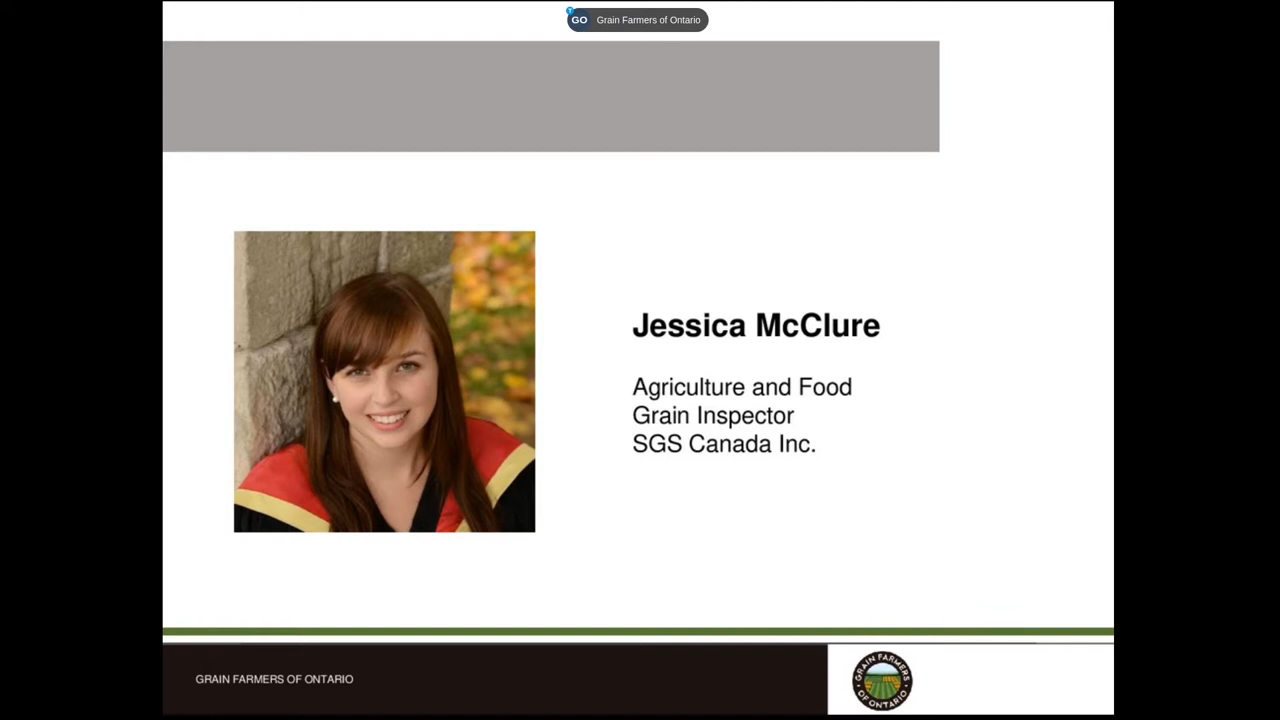 GO Grain Farmers of Ontario
Jessica McClure
Agriculture and Food
Grain Inspector
SGS Canada Inc.
GRAIN FARMERS OF ONTARIO
GRAIN FARMERS
OF ONTARIO